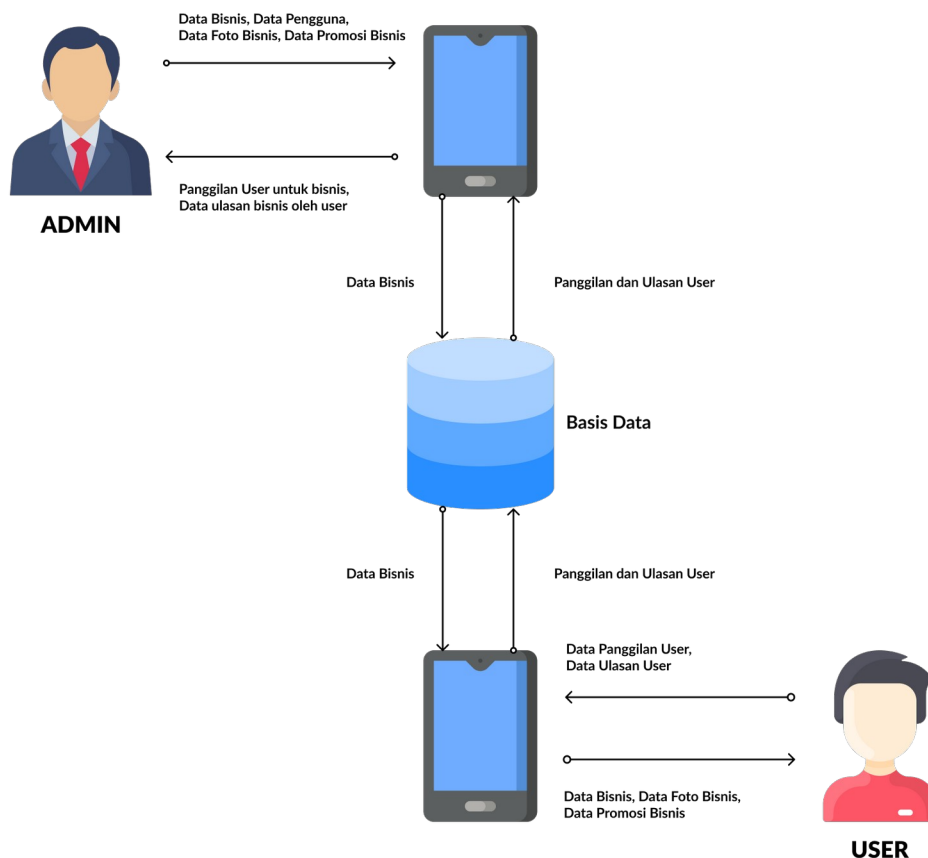 Data Bisnis, Data Pengguna,
Data Foto Bisnis, Data Promosi Bisnis
Panggilan User untuk bisnis,
Data ulasan bisnis oleh user
ADMIN
Data Bisnis
Panggilan dan Ulasan User
Basis Data
Data Bisnis
Panggilan dan Ulasan User
Data Panggilan User,
Data Ulasan User
Data Bisnis, Data Foto Bisnis,
Data Promosi Bisnis
USER